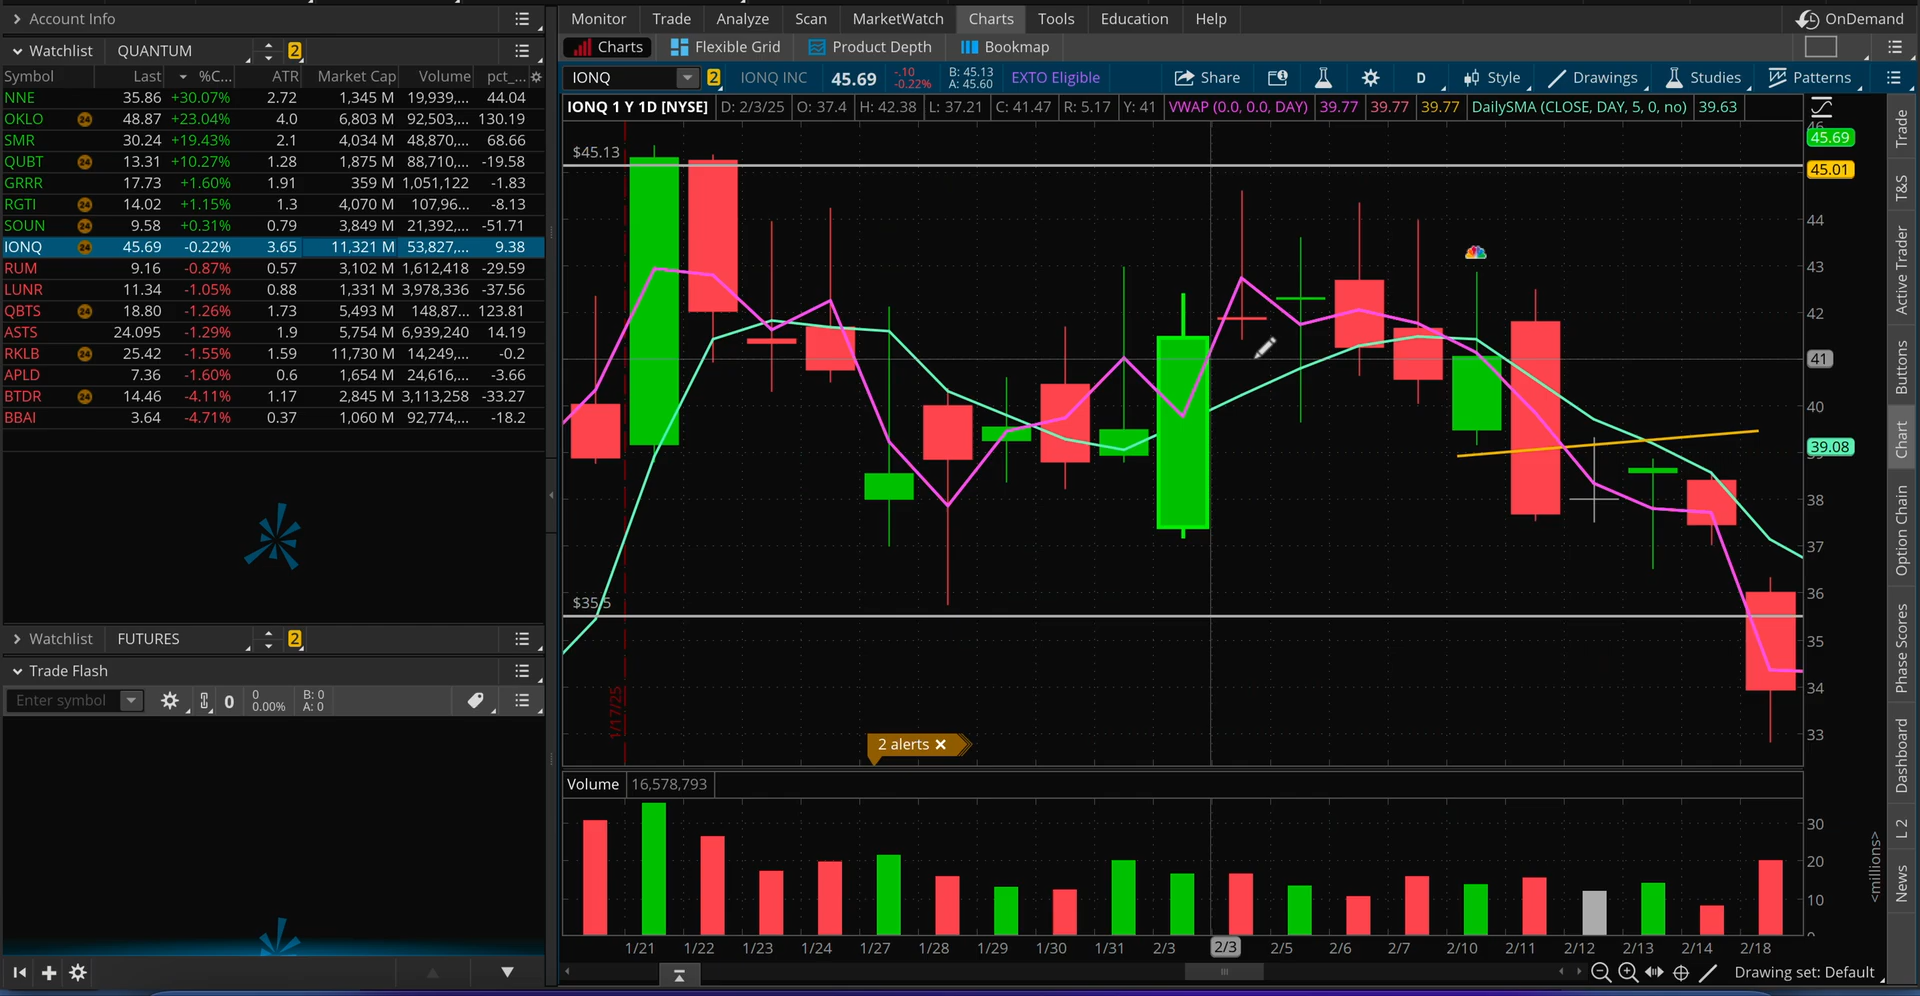 Account Info
Monitor Trade Analyze Scan MarketWatch Charts Tools Education Help OnDemand
Watchlist QUANTUM 2
Charts Flexible Grid Product Depth Bookmap
Symbol Last %C... ATR Market Cap Volume pct_...
IONQ 2 IONQ INC 45.69 -.10 -0.22% B: 45.13 A: 45.60 EXTO Eligible Share D Style Drawings Studies Patterns
IONQ 1 Y 1D [NYSE] D: 2/3/25 O: 37.4 H: 42.38 L: 37.21 C: 41.47 R: 5.17 Y: 41 VWAP (0.0, 0.0, DAY) 39.77 39.77 39.77 DailySMA (CLOSE, DAY, 5, 0, no) 39.63
NNE 35.86 +30.07% 2.72 1,345 M 19,939,... 44.04
OKLO 24 48.87 +23.04% 4.0 6,803 M 92,503,... 130.19
SMR 30.24 +19.43% 2.1 4,034 M 48,870,... 68.66
QUBT 24 13.31 +10.27% 1.28 1,875 M 88,710,... -19.58
GRRR 17.73 +1.60% 1.91 359 M 1,051,122 -1.83
RGTI 24 14.02 +1.15% 1.3 4,070 M 107,96... -8.13
SOUN 24 9.58 +0.31% 0.79 3,849 M 21,392,... -51.71
IONQ 24 45.69 -0.22% 3.65 11,321 M 53,827,... 9.38
RUM 9.16 -0.87% 0.57 3,102 M 1,612,418 -29.59
LUNR 11.34 -1.05% 0.88 1,331 M 3,978,336 -37.56
QBTS 24 18.80 -1.26% 1.73 5,493 M 148,87... 123.81
ASTS 24.095 -1.29% 1.9 5,754 M 6,939,240 14.19
RKLB 24 25.42 -1.55% 1.59 11,730 M 14,249,... -0.2
APLD 7.36 -1.60% 0.6 1,654 M 24,616,... -3.66
BTDR 24 14.46 -4.11% 1.17 2,845 M 3,113,258 -33.27
BBAI 3.64 -4.71% 0.37 1,060 M 92,774,... -18.2
Watchlist FUTURES 2
Trade Flash
Enter symbol 0 0 0.00% B: 0 A: 0
$45.13
$35.5
1/17/25
2 alerts
46
45.69
45.01
44
43
42
41
40
39.08
38
37
36
35
34
33
Volume 16,578,793
30
20
10
0
<millions>
1/21 1/22 1/23 1/24 1/27 1/28 1/29 1/30 1/31 2/3 2/3 2/5 2/6 2/7 2/10 2/11 2/12 2/13 2/14 2/18
Drawing set: Default
Trade
T&S
Active Trader
Buttons
Chart
Option Chain
Phase Scores
Dashboard
L 2
News